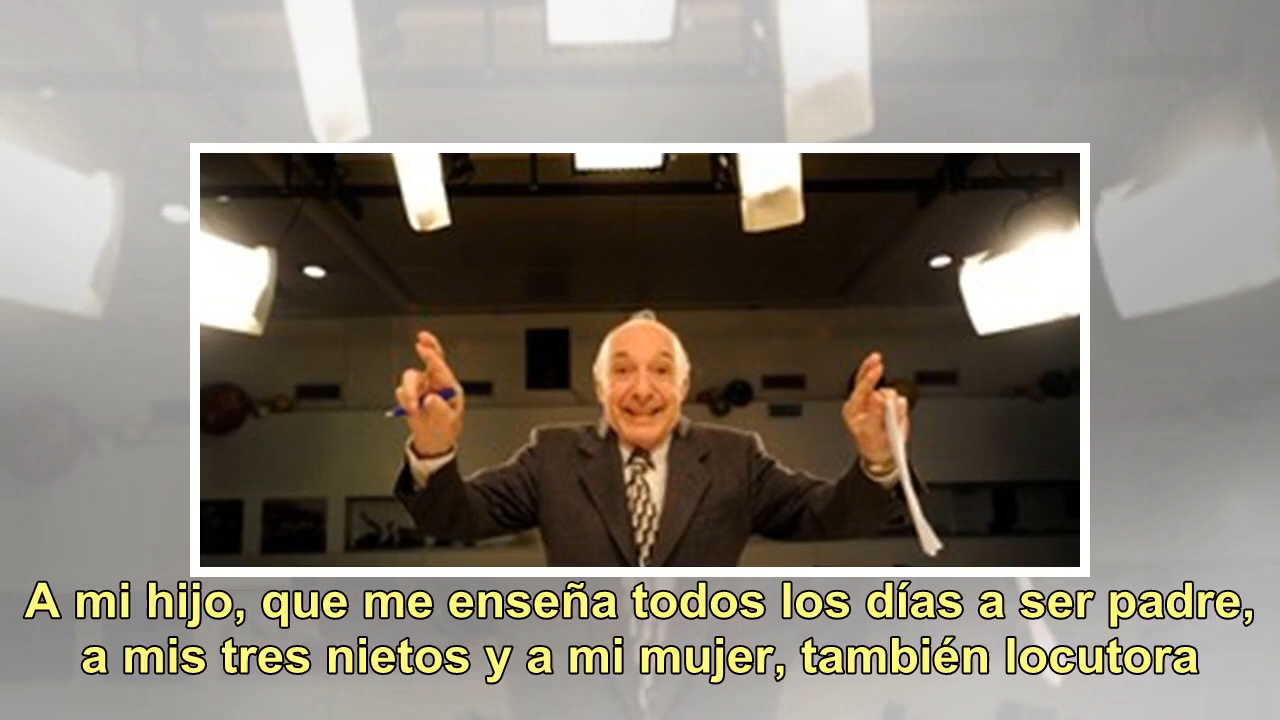 A mi hijo, que me enseña todos los días a ser padre,
a mis tres nietos y a mi mujer, también locutora